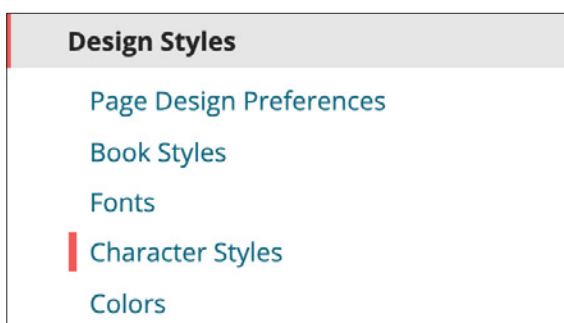 Design Styles
Page Design Preferences
Book Styles
Fonts
Character Styles
Colors